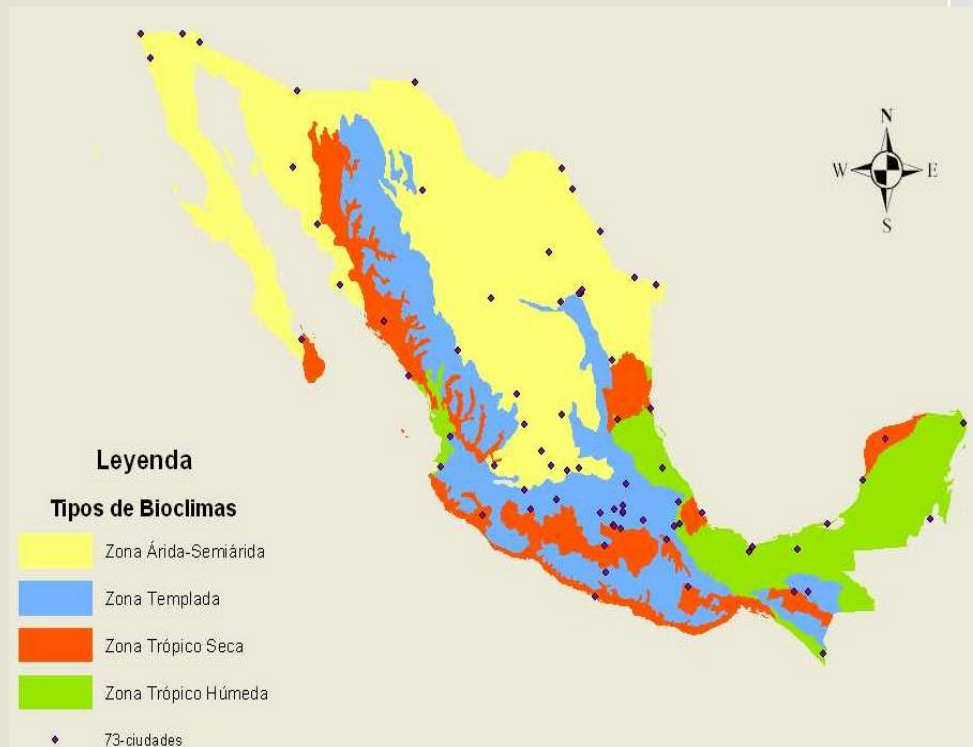 N
W E
S
Leyenda
Tipos de Bioclimas
Zona Árida-Semiárida
Zona Templada
Zona Trópico Seca
Zona Trópico Húmeda
73-ciudades